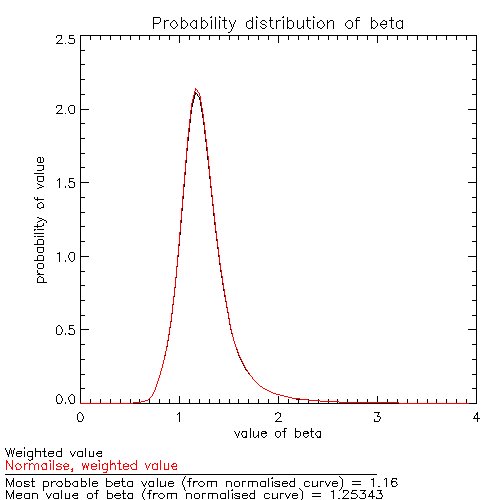 Probability distribution of beta
2.5
2.0
1.5
1.0
0.5
0.0
probability of value
0 1 2 3 4
value of beta
Weighted value
Normailse, weighted value
Most probable beta value (from normalised curve) = 1.16
Mean value of beta (from normalised curve) = 1.25343